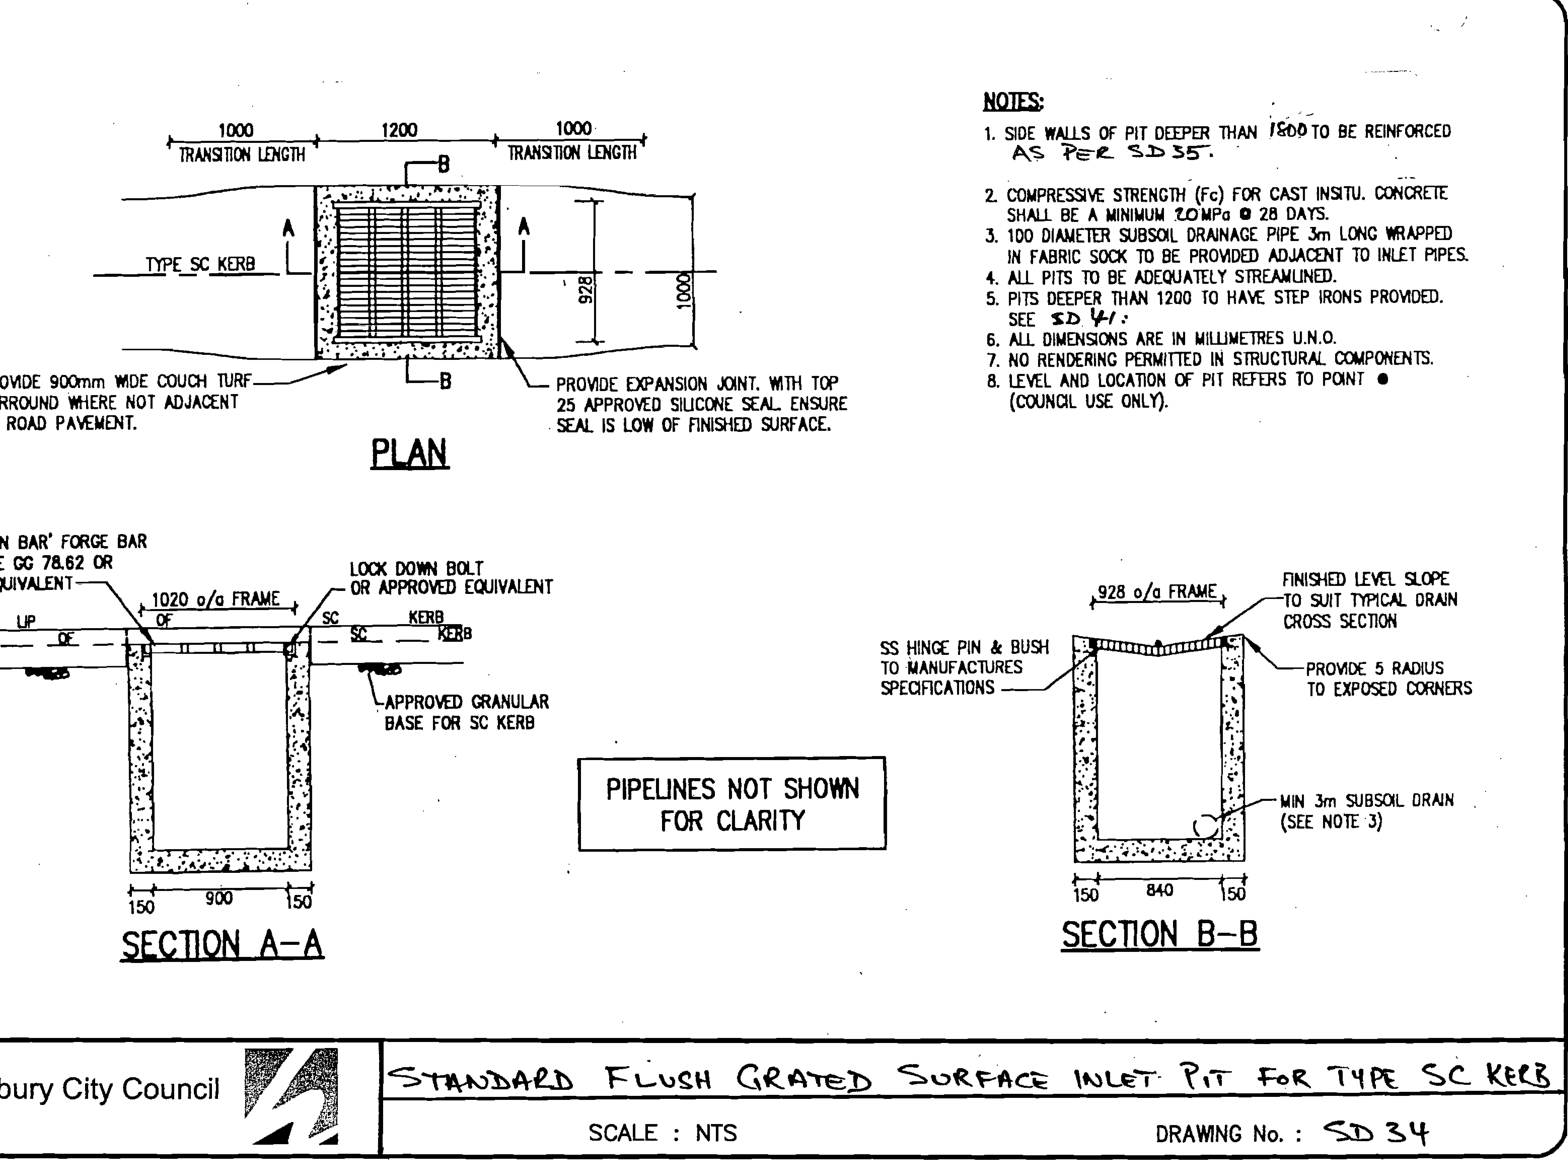 1000
1200
1000
TRANSITION LENGTH
TRANSITION LENGTH
B
A
A
TYPE SC KERB
928
1000
B
OVIDE 900mm WIDE COUCH TURF
RROUND WHERE NOT ADJACENT
ROAD PAVEMENT.
PROVIDE EXPANSION JOINT. WITH TOP
25 APPROVED SILICONE SEAL. ENSURE
SEAL IS LOW OF FINISHED SURFACE.
PLAN
NOTES:
1. SIDE WALLS OF PIT DEEPER THAN 1800 TO BE REINFORCED
AS PER SD 35.
2. COMPRESSIVE STRENGTH (Fc) FOR CAST INSITU. CONCRETE
SHALL BE A MINIMUM 20 MPa @ 28 DAYS.
3. 100 DIAMETER SUBSOIL DRAINAGE PIPE 3m LONG WRAPPED
IN FABRIC SOCK TO BE PROVIDED ADJACENT TO INLET PIPES.
4. ALL PITS TO BE ADEQUATELY STREAMLINED.
5. PITS DEEPER THAN 1200 TO HAVE STEP IRONS PROVIDED.
SEE SD 41.
6. ALL DIMENSIONS ARE IN MILLIMETRES U.N.O.
7. NO RENDERING PERMITTED IN STRUCTURAL COMPONENTS.
8. LEVEL AND LOCATION OF PIT REFERS TO POINT ●
(COUNCIL USE ONLY).
N BAR' FORGE BAR
E GG 78.62 OR
QUIVALENT
LOCK DOWN BOLT
OR APPROVED EQUIVALENT
1020 o/a FRAME
LIP
OF
SC
KERB
OF
SC
KERB
APPROVED GRANULAR
BASE FOR SC KERB
150
900
150
SECTION A-A
PIPELINES NOT SHOWN
FOR CLARITY
928 o/a FRAME
FINISHED LEVEL SLOPE
TO SUIT TYPICAL DRAIN
CROSS SECTION
SS HINGE PIN & BUSH
TO MANUFACTURES
SPECIFICATIONS
PROVIDE 5 RADIUS
TO EXPOSED CORNERS
MIN 3m SUBSOIL DRAIN
(SEE NOTE 3)
150
840
150
SECTION B-B
bury City Council
STANDARD FLUSH GRATED SURFACE INLET PIT FOR TYPE SC KERB
SCALE : NTS
DRAWING No. : SD 34